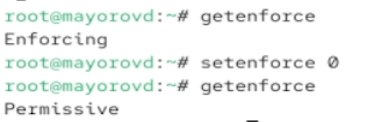 root@mayorovd:~# getenforce
Enforcing
root@mayorovd:~# setenforce 0
root@mayorovd:~# getenforce
Permissive